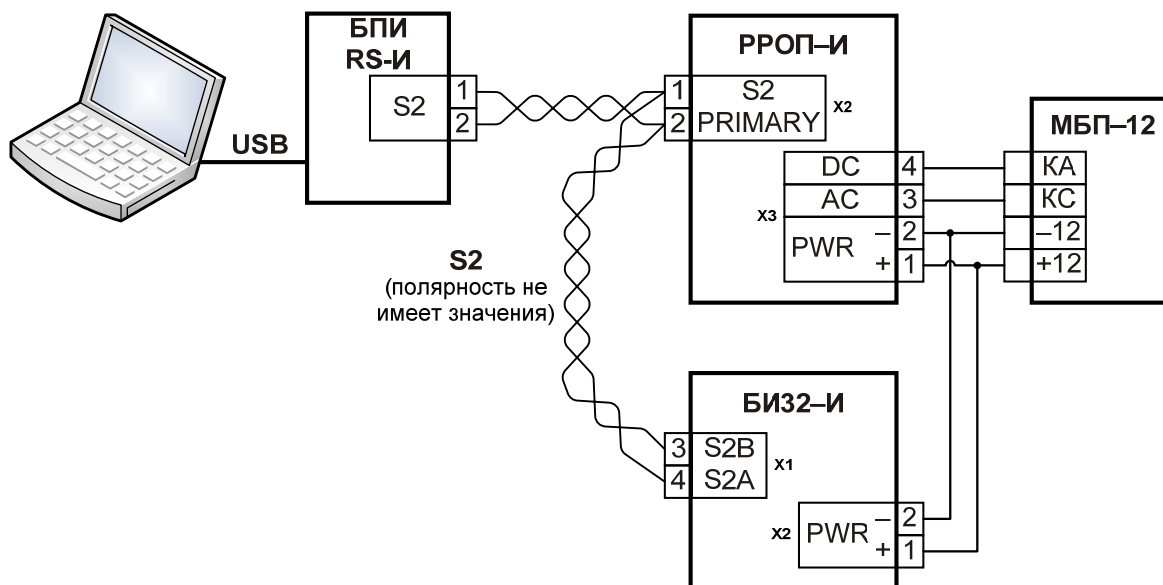 БПИ
RS-И
S2
1
2
USB
РРОП–И
1
2
S2
PRIMARY
X2
DC
4
AC
3
X3
PWR
–
2
+
1
МБП–12
КА
КС
–12
+12
S2
(полярность не
имеет значения)
БИ32–И
3
S2B
4
S2A
X1
X2
PWR
–
2
+
1